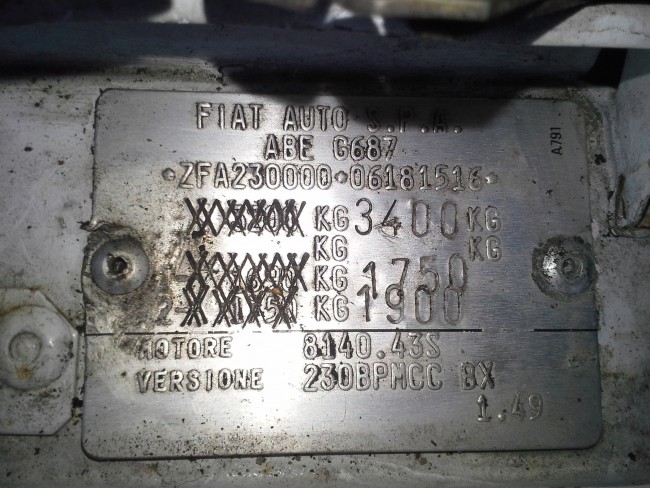 FIAT AUTO S.P.A.
ABE G687
A791
*ZFA230000*06181516*
KG 3400 KG
KG KG
KG 1750
2- KG 1900
MOTORE 8140.43S
VERSIONE 230BPMCC BX
1.49